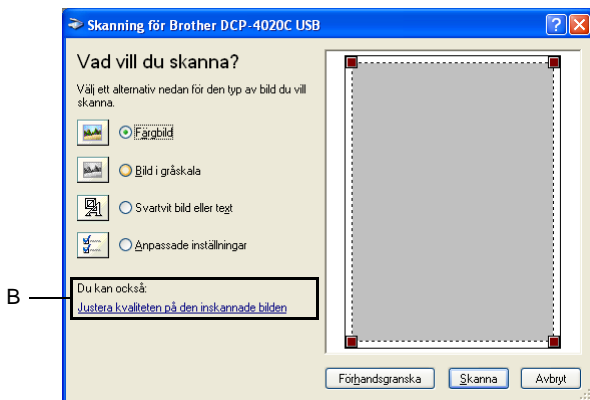 Skanning för Brother DCP-4020C USB
Vad vill du skanna?
Välj ett alternativ nedan för den typ av bild du vill
skanna.
Färgbild
Bild i gråskala
Svartvit bild eller text
Anpassade inställningar
B
Du kan också:
Justera kvaliteten på den inskannade bilden
Förhandsgranska
Skanna
Avbryt